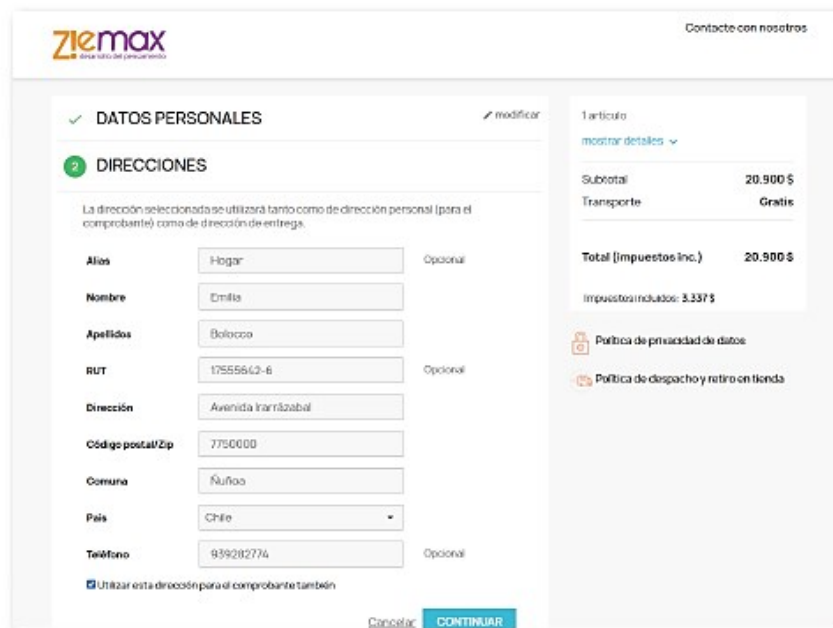 Contacte con nosotros
ziemax
desarrollo del pensamiento
DATOS PERSONALES
modificar
2 DIRECCIONES
La dirección seleccionada se utilizará tanto como de dirección personal (para el
comprobante) como de dirección de entrega.
Alias Hogar Opcional
Nombre Emilia
Apellidos Bolocco
RUT 17555642-6 Opcional
Dirección Avenida Irarrázabal
Código postal/Zip 7750000
Comuna Ñuñoa
País Chile
Teléfono 939282774 Opcional
Utilizar esta dirección para el comprobante también
Cancelar CONTINUAR
1 artículo
mostrar detalles
Subtotal 20.900 $
Transporte Gratis
Total (impuestos inc.) 20.900 $
Impuestos incluidos: 3.337 $
Política de privacidad de datos
Política de despacho y retiro en tienda